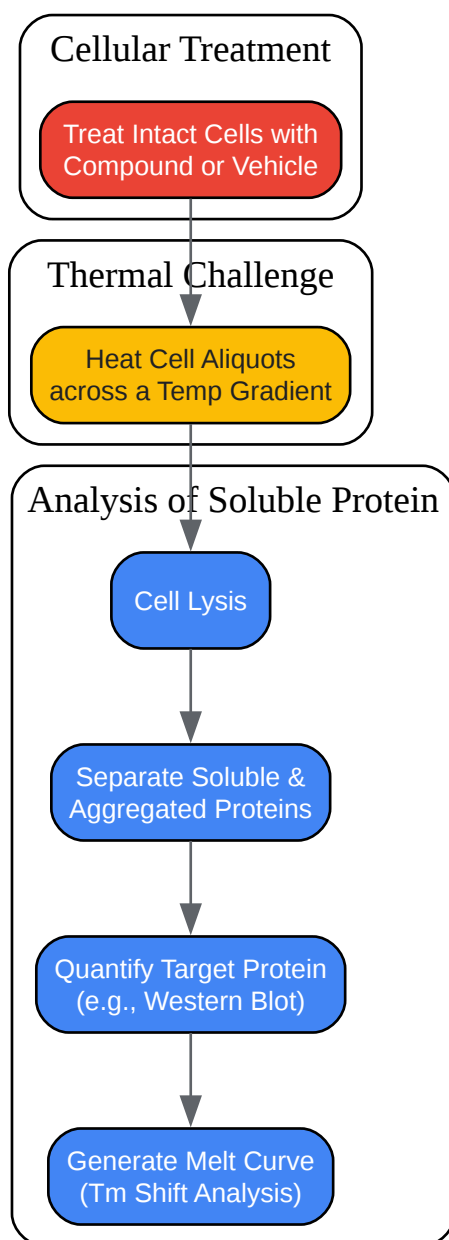 Cellular Treatment
Treat Intact Cells with
Compound or Vehicle
Thermal Challenge
Heat Cell Aliquots
across a Temp Gradient
Analysis of Soluble Protein
Cell Lysis
Separate Soluble &
Aggregated Proteins
Quantify Target Protein
(e.g., Western Blot)
Generate Melt Curve
(Tm Shift Analysis)